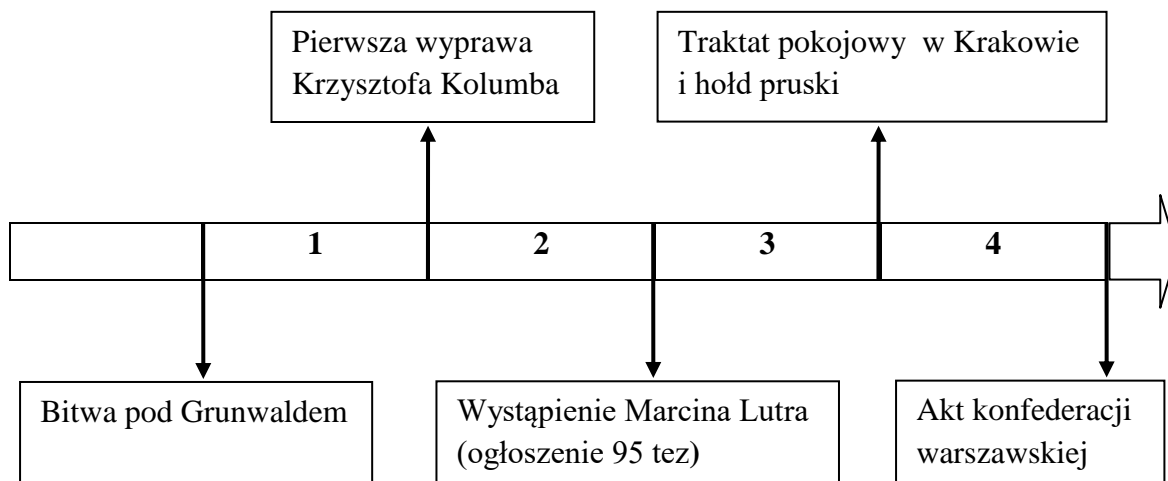 Pierwsza wyprawa
Krzysztofa Kolumba
Traktat pokojowy w Krakowie
i hołd pruski
1
2
3
4
Bitwa pod Grunwaldem
Wystąpienie Marcina Lutra
(ogłoszenie 95 tez)
Akt konfederacji
warszawskiej